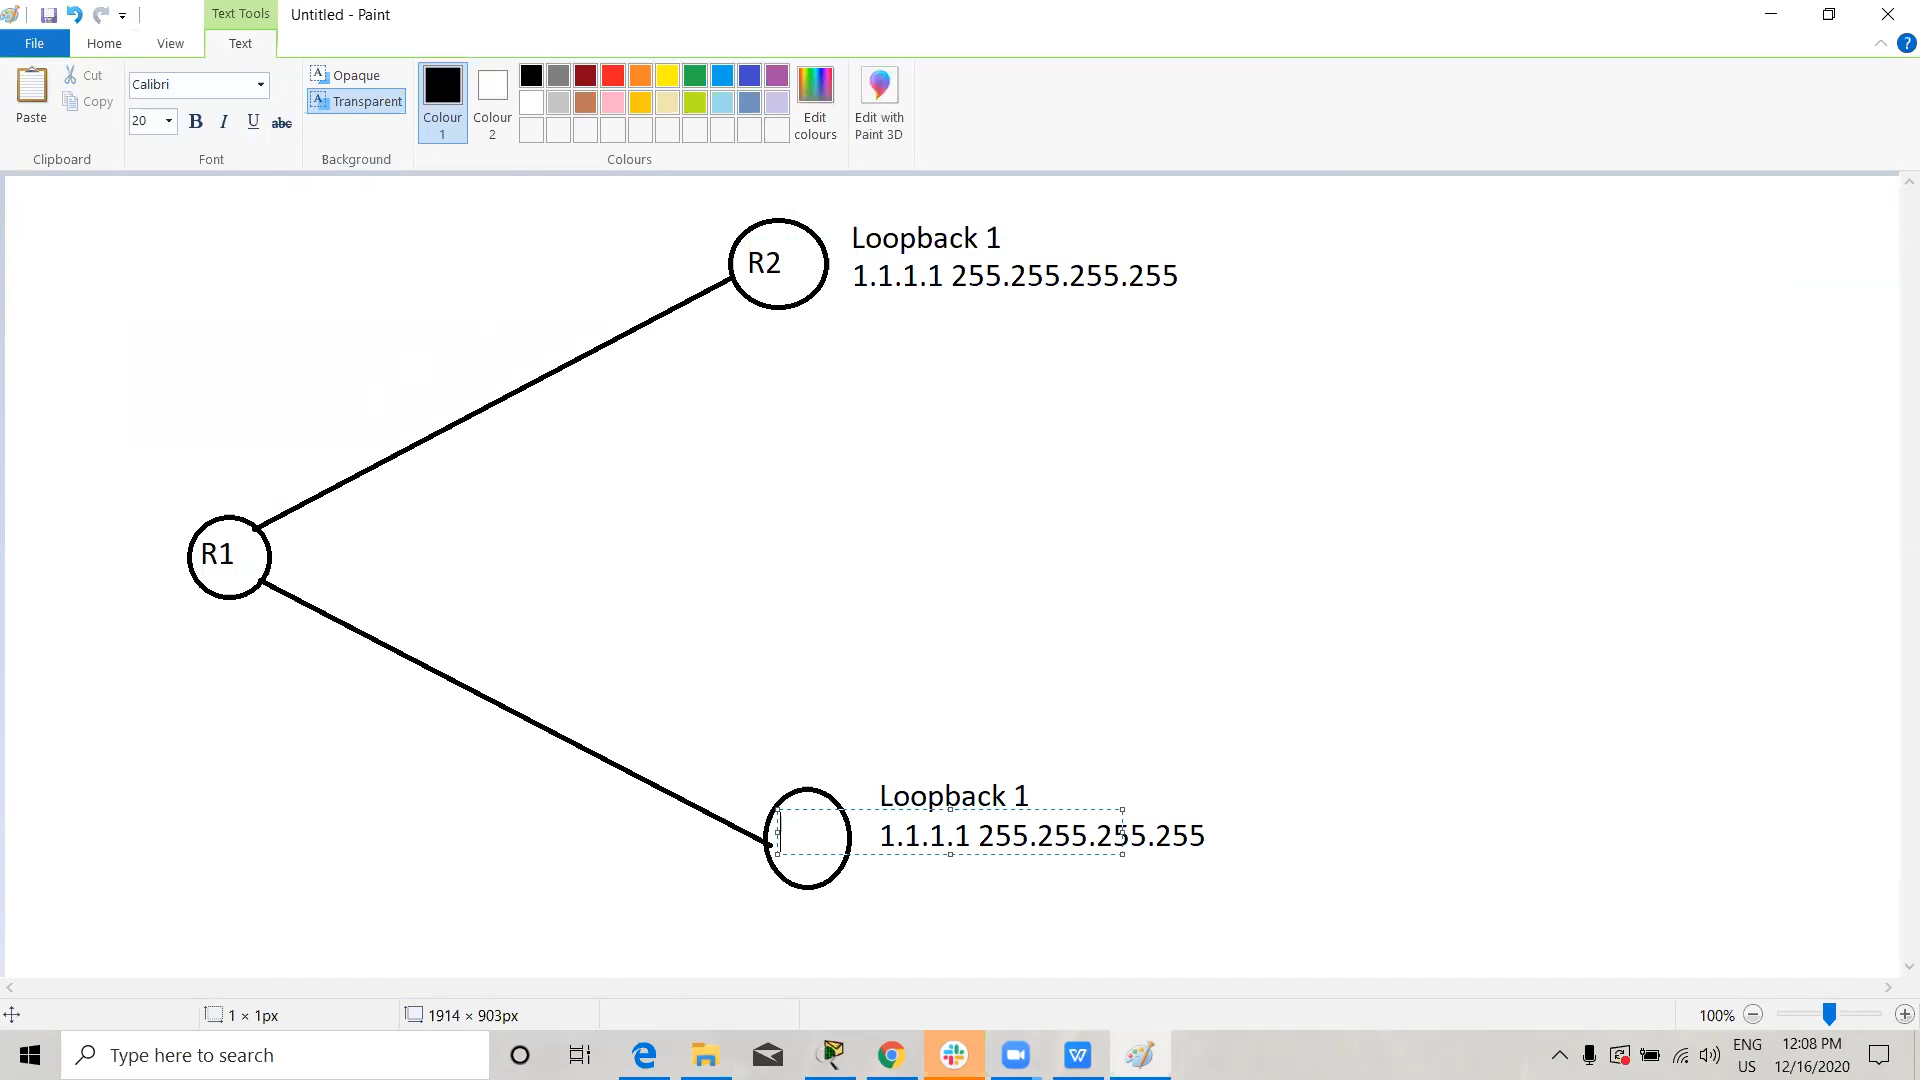 Text Tools
Untitled - Paint
File
Home
View
Text
?
Paste
Cut
Copy
Clipboard
Calibri
20
B I U abc
Font
Opaque
Transparent
Background
Colour
1
Colour
2
Colours
Edit
colours
Edit with
Paint 3D
R2
Loopback 1
1.1.1.1 255.255.255.255
R1
Loopback 1
1.1.1.1 255.255.255.255
1 × 1px
1914 × 903px
100%
Type here to search
ENG
US
12:08 PM
12/16/2020